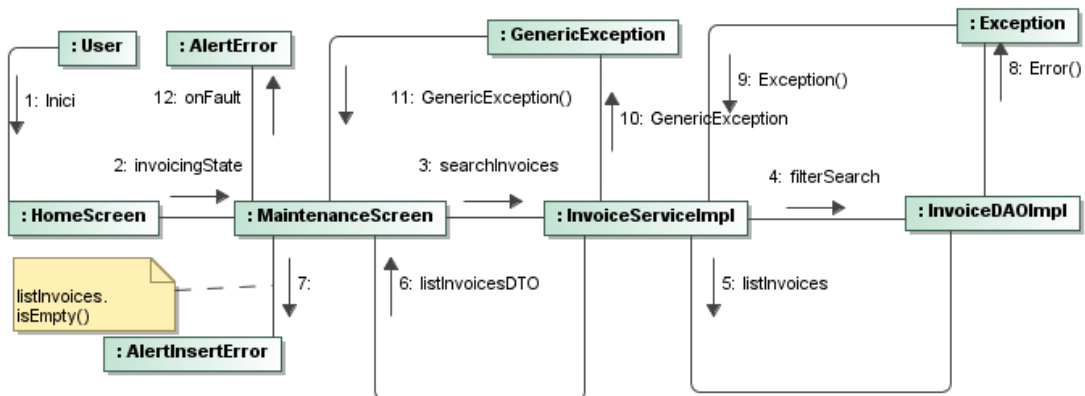 : User
: AlertError
: GenericException
: Exception
1: Inici
12: onFault
11: GenericException()
10: GenericException
9: Exception()
8: Error()
2: invoicingState
3: searchInvoices
4: filterSearch
: HomeScreen
: MaintenanceScreen
: InvoiceServiceImpl
: InvoiceDAOImpl
listInvoices.
isEmpty()
7:
6: listInvoicesDTO
5: listInvoices
: AlertInsertError